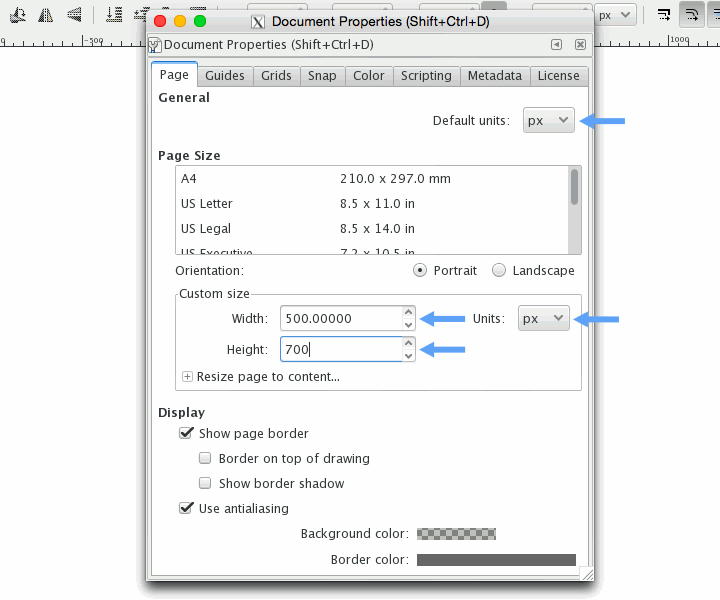 px
-500
1000
Document Properties (Shift+Ctrl+D)
Document Properties (Shift+Ctrl+D)
Page Guides Grids Snap Color Scripting Metadata License
General
Default units: px
Page Size
A4 210.0 x 297.0 mm
US Letter 8.5 x 11.0 in
US Legal 8.5 x 14.0 in
US Executive 7.2 x 10.5 in
Orientation: Portrait Landscape
Custom size
Width: 500.00000 Units: px
Height: 700
Resize page to content...
Display
Show page border
Border on top of drawing
Show border shadow
Use antialiasing
Background color:
Border color: